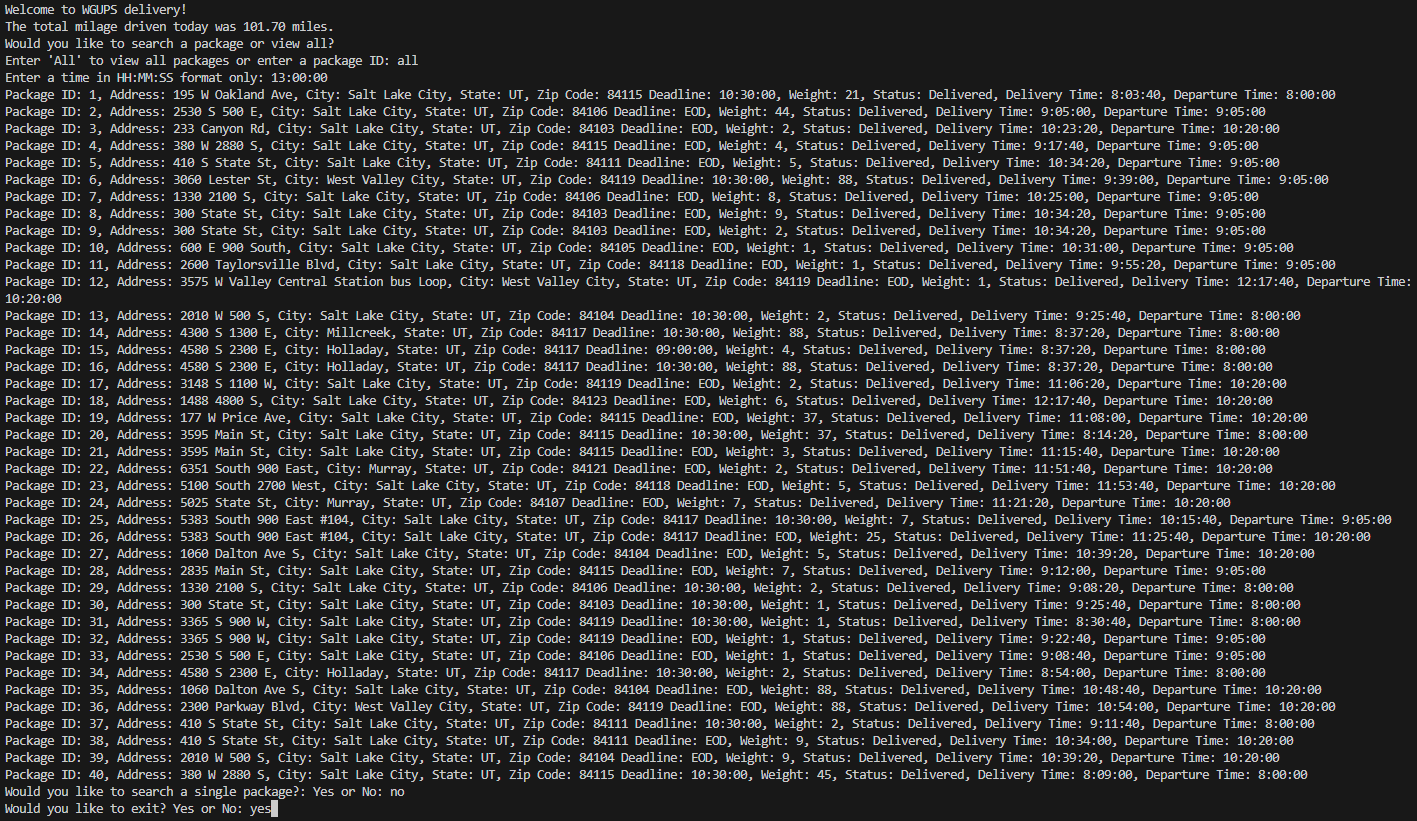 Welcome to WGUPS delivery!
The total milage driven today was 101.70 miles.
Would you like to search a package or view all?
Enter 'All' to view all packages or enter a package ID: all
Enter a time in HH:MM:SS format only: 13:00:00
Package ID: 1, Address: 195 W Oakland Ave, City: Salt Lake City, State: UT, Zip Code: 84115 Deadline: 10:30:00, Weight: 21, Status: Delivered, Delivery Time: 8:03:40, Departure Time: 8:00:00
Package ID: 2, Address: 2530 S 500 E, City: Salt Lake City, State: UT, Zip Code: 84106 Deadline: EOD, Weight: 44, Status: Delivered, Delivery Time: 9:05:00, Departure Time: 9:05:00
Package ID: 3, Address: 233 Canyon Rd, City: Salt Lake City, State: UT, Zip Code: 84103 Deadline: EOD, Weight: 2, Status: Delivered, Delivery Time: 10:23:20, Departure Time: 10:20:00
Package ID: 4, Address: 380 W 2880 S, City: Salt Lake City, State: UT, Zip Code: 84115 Deadline: EOD, Weight: 4, Status: Delivered, Delivery Time: 9:17:40, Departure Time: 9:05:00
Package ID: 5, Address: 410 S State St, City: Salt Lake City, State: UT, Zip Code: 84111 Deadline: EOD, Weight: 5, Status: Delivered, Delivery Time: 10:34:20, Departure Time: 9:05:00
Package ID: 6, Address: 3060 Lester St, City: West Valley City, State: UT, Zip Code: 84119 Deadline: 10:30:00, Weight: 88, Status: Delivered, Delivery Time: 9:39:00, Departure Time: 9:05:00
Package ID: 7, Address: 1330 2100 S, City: Salt Lake City, State: UT, Zip Code: 84106 Deadline: EOD, Weight: 8, Status: Delivered, Delivery Time: 10:25:00, Departure Time: 9:05:00
Package ID: 8, Address: 300 State St, City: Salt Lake City, State: UT, Zip Code: 84103 Deadline: EOD, Weight: 9, Status: Delivered, Delivery Time: 10:34:20, Departure Time: 9:05:00
Package ID: 9, Address: 300 State St, City: Salt Lake City, State: UT, Zip Code: 84103 Deadline: EOD, Weight: 2, Status: Delivered, Delivery Time: 10:34:20, Departure Time: 9:05:00
Package ID: 10, Address: 600 E 900 South, City: Salt Lake City, State: UT, Zip Code: 84105 Deadline: EOD, Weight: 1, Status: Delivered, Delivery Time: 10:31:00, Departure Time: 9:05:00
Package ID: 11, Address: 2600 Taylorsville Blvd, City: Salt Lake City, State: UT, Zip Code: 84118 Deadline: EOD, Weight: 1, Status: Delivered, Delivery Time: 9:55:20, Departure Time: 9:05:00
Package ID: 12, Address: 3575 W Valley Central Station bus Loop, City: West Valley City, State: UT, Zip Code: 84119 Deadline: EOD, Weight: 1, Status: Delivered, Delivery Time: 12:17:40, Departure Time:
10:20:00
Package ID: 13, Address: 2010 W 500 S, City: Salt Lake City, State: UT, Zip Code: 84104 Deadline: 10:30:00, Weight: 2, Status: Delivered, Delivery Time: 9:25:40, Departure Time: 8:00:00
Package ID: 14, Address: 4300 S 1300 E, City: Millcreek, State: UT, Zip Code: 84117 Deadline: 10:30:00, Weight: 88, Status: Delivered, Delivery Time: 8:37:20, Departure Time: 8:00:00
Package ID: 15, Address: 4580 S 2300 E, City: Holladay, State: UT, Zip Code: 84117 Deadline: 09:00:00, Weight: 4, Status: Delivered, Delivery Time: 8:37:20, Departure Time: 8:00:00
Package ID: 16, Address: 4580 S 2300 E, City: Holladay, State: UT, Zip Code: 84117 Deadline: 10:30:00, Weight: 88, Status: Delivered, Delivery Time: 8:37:20, Departure Time: 8:00:00
Package ID: 17, Address: 3148 S 1100 W, City: Salt Lake City, State: UT, Zip Code: 84119 Deadline: EOD, Weight: 2, Status: Delivered, Delivery Time: 11:06:20, Departure Time: 10:20:00
Package ID: 18, Address: 1488 4800 S, City: Salt Lake City, State: UT, Zip Code: 84123 Deadline: EOD, Weight: 6, Status: Delivered, Delivery Time: 12:17:40, Departure Time: 10:20:00
Package ID: 19, Address: 177 W Price Ave, City: Salt Lake City, State: UT, Zip Code: 84115 Deadline: EOD, Weight: 37, Status: Delivered, Delivery Time: 11:08:00, Departure Time: 10:20:00
Package ID: 20, Address: 3595 Main St, City: Salt Lake City, State: UT, Zip Code: 84115 Deadline: 10:30:00, Weight: 37, Status: Delivered, Delivery Time: 8:14:20, Departure Time: 8:00:00
Package ID: 21, Address: 3595 Main St, City: Salt Lake City, State: UT, Zip Code: 84115 Deadline: EOD, Weight: 3, Status: Delivered, Delivery Time: 11:15:40, Departure Time: 10:20:00
Package ID: 22, Address: 6351 South 900 East, City: Murray, State: UT, Zip Code: 84121 Deadline: EOD, Weight: 2, Status: Delivered, Delivery Time: 11:51:40, Departure Time: 10:20:00
Package ID: 23, Address: 5100 South 2700 West, City: Salt Lake City, State: UT, Zip Code: 84118 Deadline: EOD, Weight: 5, Status: Delivered, Delivery Time: 11:53:40, Departure Time: 10:20:00
Package ID: 24, Address: 5025 State St, City: Murray, State: UT, Zip Code: 84107 Deadline: EOD, Weight: 7, Status: Delivered, Delivery Time: 11:21:20, Departure Time: 10:20:00
Package ID: 25, Address: 5383 South 900 East #104, City: Salt Lake City, State: UT, Zip Code: 84117 Deadline: 10:30:00, Weight: 7, Status: Delivered, Delivery Time: 10:15:40, Departure Time: 9:05:00
Package ID: 26, Address: 5383 South 900 East #104, City: Salt Lake City, State: UT, Zip Code: 84117 Deadline: EOD, Weight: 25, Status: Delivered, Delivery Time: 11:25:40, Departure Time: 10:20:00
Package ID: 27, Address: 1060 Dalton Ave S, City: Salt Lake City, State: UT, Zip Code: 84104 Deadline: EOD, Weight: 5, Status: Delivered, Delivery Time: 10:39:20, Departure Time: 10:20:00
Package ID: 28, Address: 2835 Main St, City: Salt Lake City, State: UT, Zip Code: 84115 Deadline: EOD, Weight: 7, Status: Delivered, Delivery Time: 9:12:00, Departure Time: 9:05:00
Package ID: 29, Address: 1330 2100 S, City: Salt Lake City, State: UT, Zip Code: 84106 Deadline: 10:30:00, Weight: 2, Status: Delivered, Delivery Time: 9:08:20, Departure Time: 8:00:00
Package ID: 30, Address: 300 State St, City: Salt Lake City, State: UT, Zip Code: 84103 Deadline: 10:30:00, Weight: 1, Status: Delivered, Delivery Time: 9:25:40, Departure Time: 8:00:00
Package ID: 31, Address: 3365 S 900 W, City: Salt Lake City, State: UT, Zip Code: 84119 Deadline: 10:30:00, Weight: 1, Status: Delivered, Delivery Time: 8:30:40, Departure Time: 8:00:00
Package ID: 32, Address: 3365 S 900 W, City: Salt Lake City, State: UT, Zip Code: 84119 Deadline: EOD, Weight: 1, Status: Delivered, Delivery Time: 9:22:40, Departure Time: 9:05:00
Package ID: 33, Address: 2530 S 500 E, City: Salt Lake City, State: UT, Zip Code: 84106 Deadline: EOD, Weight: 1, Status: Delivered, Delivery Time: 9:08:40, Departure Time: 9:05:00
Package ID: 34, Address: 4580 S 2300 E, City: Holladay, State: UT, Zip Code: 84117 Deadline: 10:30:00, Weight: 2, Status: Delivered, Delivery Time: 8:54:00, Departure Time: 8:00:00
Package ID: 35, Address: 1060 Dalton Ave S, City: Salt Lake City, State: UT, Zip Code: 84104 Deadline: EOD, Weight: 88, Status: Delivered, Delivery Time: 10:48:40, Departure Time: 10:20:00
Package ID: 36, Address: 2300 Parkway Blvd, City: West Valley City, State: UT, Zip Code: 84119 Deadline: EOD, Weight: 88, Status: Delivered, Delivery Time: 10:54:00, Departure Time: 10:20:00
Package ID: 37, Address: 410 S State St, City: Salt Lake City, State: UT, Zip Code: 84111 Deadline: 10:30:00, Weight: 2, Status: Delivered, Delivery Time: 9:11:40, Departure Time: 8:00:00
Package ID: 38, Address: 410 S State St, City: Salt Lake City, State: UT, Zip Code: 84111 Deadline: EOD, Weight: 9, Status: Delivered, Delivery Time: 10:34:00, Departure Time: 10:20:00
Package ID: 39, Address: 2010 W 500 S, City: Salt Lake City, State: UT, Zip Code: 84104 Deadline: EOD, Weight: 9, Status: Delivered, Delivery Time: 10:39:20, Departure Time: 10:20:00
Package ID: 40, Address: 380 W 2880 S, City: Salt Lake City, State: UT, Zip Code: 84115 Deadline: 10:30:00, Weight: 45, Status: Delivered, Delivery Time: 8:09:00, Departure Time: 8:00:00
Would you like to search a single package?: Yes or No: no
Would you like to exit? Yes or No: yes